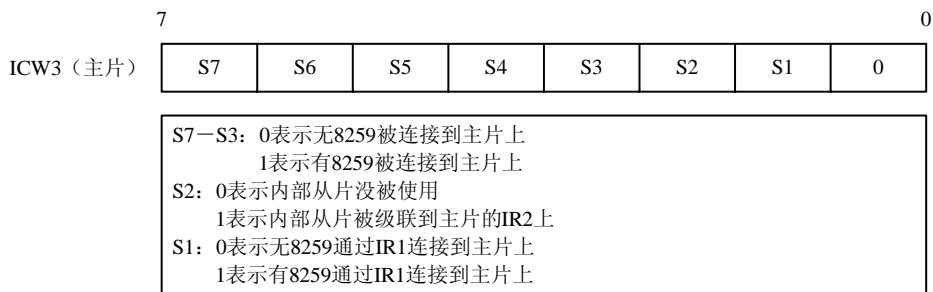 7 0
ICW3（主片） S7 S6 S5 S4 S3 S2 S1 0
S7－S3：0表示无8259被连接到主片上
1表示有8259被连接到主片上
S2：0表示内部从片没被使用
1表示内部从片被级联到主片的IR2上
S1：0表示无8259通过IR1连接到主片上
1表示有8259通过IR1连接到主片上